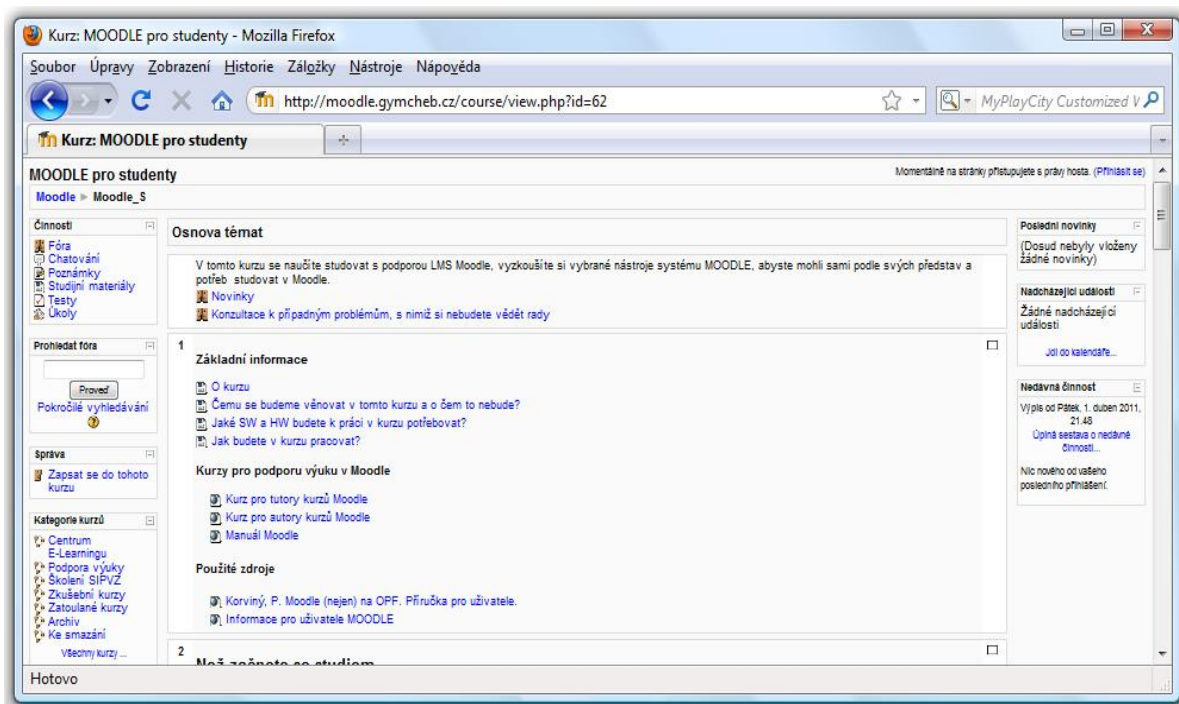 Kurz: MOODLE pro studenty - Mozilla Firefox
Soubor Úpravy Zobrazení Historie Záložky Nástroje Nápověda
http://moodle.gymcheb.cz/course/view.php?id=62
MyPlayCity Customized
Kurz: MOODLE pro studenty
MOODLE pro studenty
Momentálně na stránky přistupujete s právy hosta. (Přihlásit se)
Moodle ► Moodle_S
Činnosti
Fóra
Chatování
Poznámky
Studijní materiály
Testy
Úkoly
Prohledat fóra
Proveď
Pokročilé vyhledávání
Správa
Zapsat se do tohoto
kurzu
Kategorie kurzů
Centrum
E-Learningu
Podpora výuky
Školení SIPVZ
Zkušební kurzy
Zatoulané kurzy
Archiv
Ke smazání
Všechny kurzy ...
Osnova témat
V tomto kurzu se naučíte studovat s podporou LMS Moodle, vyzkoušíte si vybrané nástroje systému MOODLE, abyste mohli sami podle svých představ a
potřeb studovat v Moodle.
Novinky
Konzultace k případným problémům, s nimiž si nebudete vědět rady
1
Základní informace
O kurzu
Čemu se budeme věnovat v tomto kurzu a o čem to nebude?
Jaké SW a HW budete k práci v kurzu potřebovat?
Jak budete v kurzu pracovat?
Kurzy pro podporu výuku v Moodle
Kurz pro tutory kurzů Moodle
Kurz pro autory kurzů Moodle
Manuál Moodle
Použité zdroje
Korviný, P. Moodle (nejen) na OPF. Příručka pro uživatele.
Informace pro uživatele MOODLE
2
Než začnete se studiem
Poslední novinky
(Dosud nebyly vloženy
žádné novinky)
Nadcházející události
Žádné nadcházející
události
Jdi do kalendáře...
Nedávná činnost
Výpis od Pátek, 1. duben 2011,
21.48
Úplná sestava o nedávné
činnosti...
Nic nového od vašeho
posledního přihlášení.
Hotovo